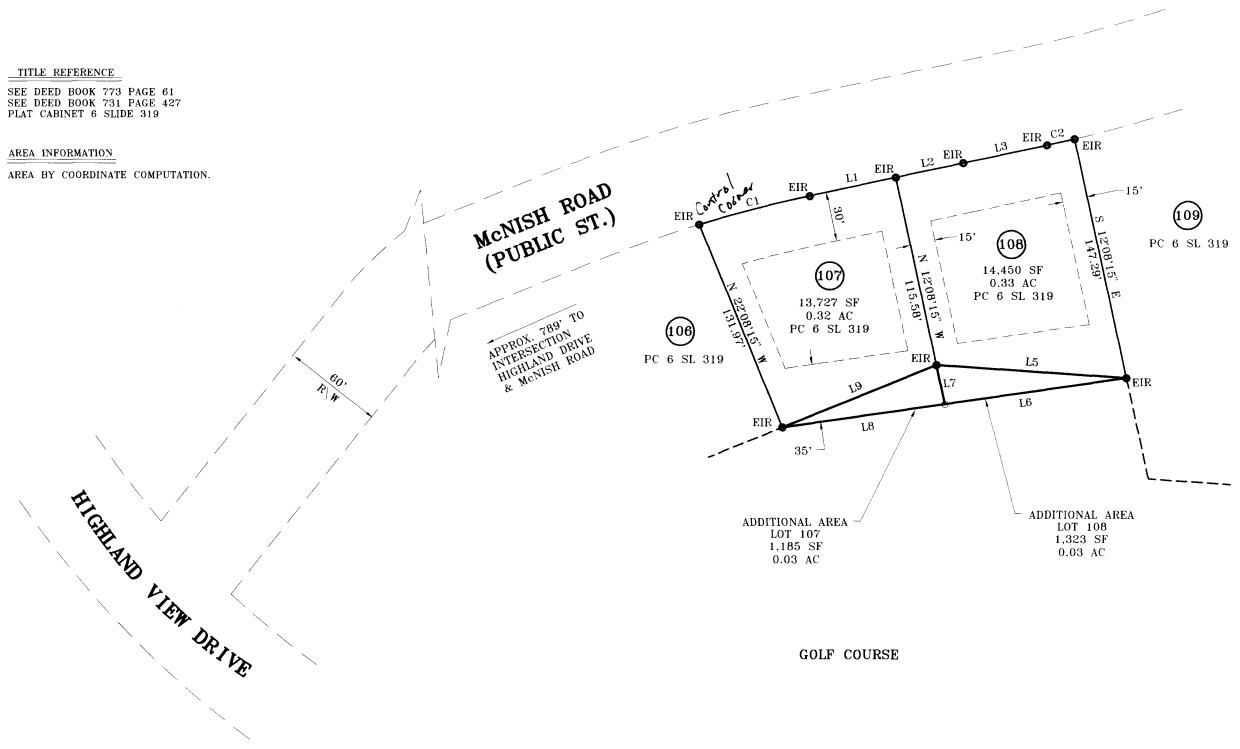 TITLE REFERENCE
SEE DEED BOOK 773 PAGE 61
SEE DEED BOOK 731 PAGE 427
PLAT CABINET 6 SLIDE 319
AREA INFORMATION
AREA BY COORDINATE COMPUTATION.
McNISH ROAD
(PUBLIC ST.)
APPROX. 789' TO
INTERSECTION
HIGHLAND DRIVE
& McNISH ROAD
60'
R\W
HIGHLAND VIEW DRIVE
EIR
Control
Corner
C1
EIR
L1
EIR
L2
EIR
L3
EIR
C2
EIR
30'
15'
15'
109
PC 6 SL 319
108
14,450 SF
0.33 AC
PC 6 SL 319
107
13,727 SF
0.32 AC
PC 6 SL 319
106
PC 6 SL 319
N 22°08'15" W
131.97'
N 12°08'15" W
115.58'
S 12°08'15" E
147.29'
EIR
L5
EIR
L9
L7
L6
EIR
L8
35'
ADDITIONAL AREA
LOT 107
1,185 SF
0.03 AC
ADDITIONAL AREA
LOT 108
1,323 SF
0.03 AC
GOLF COURSE